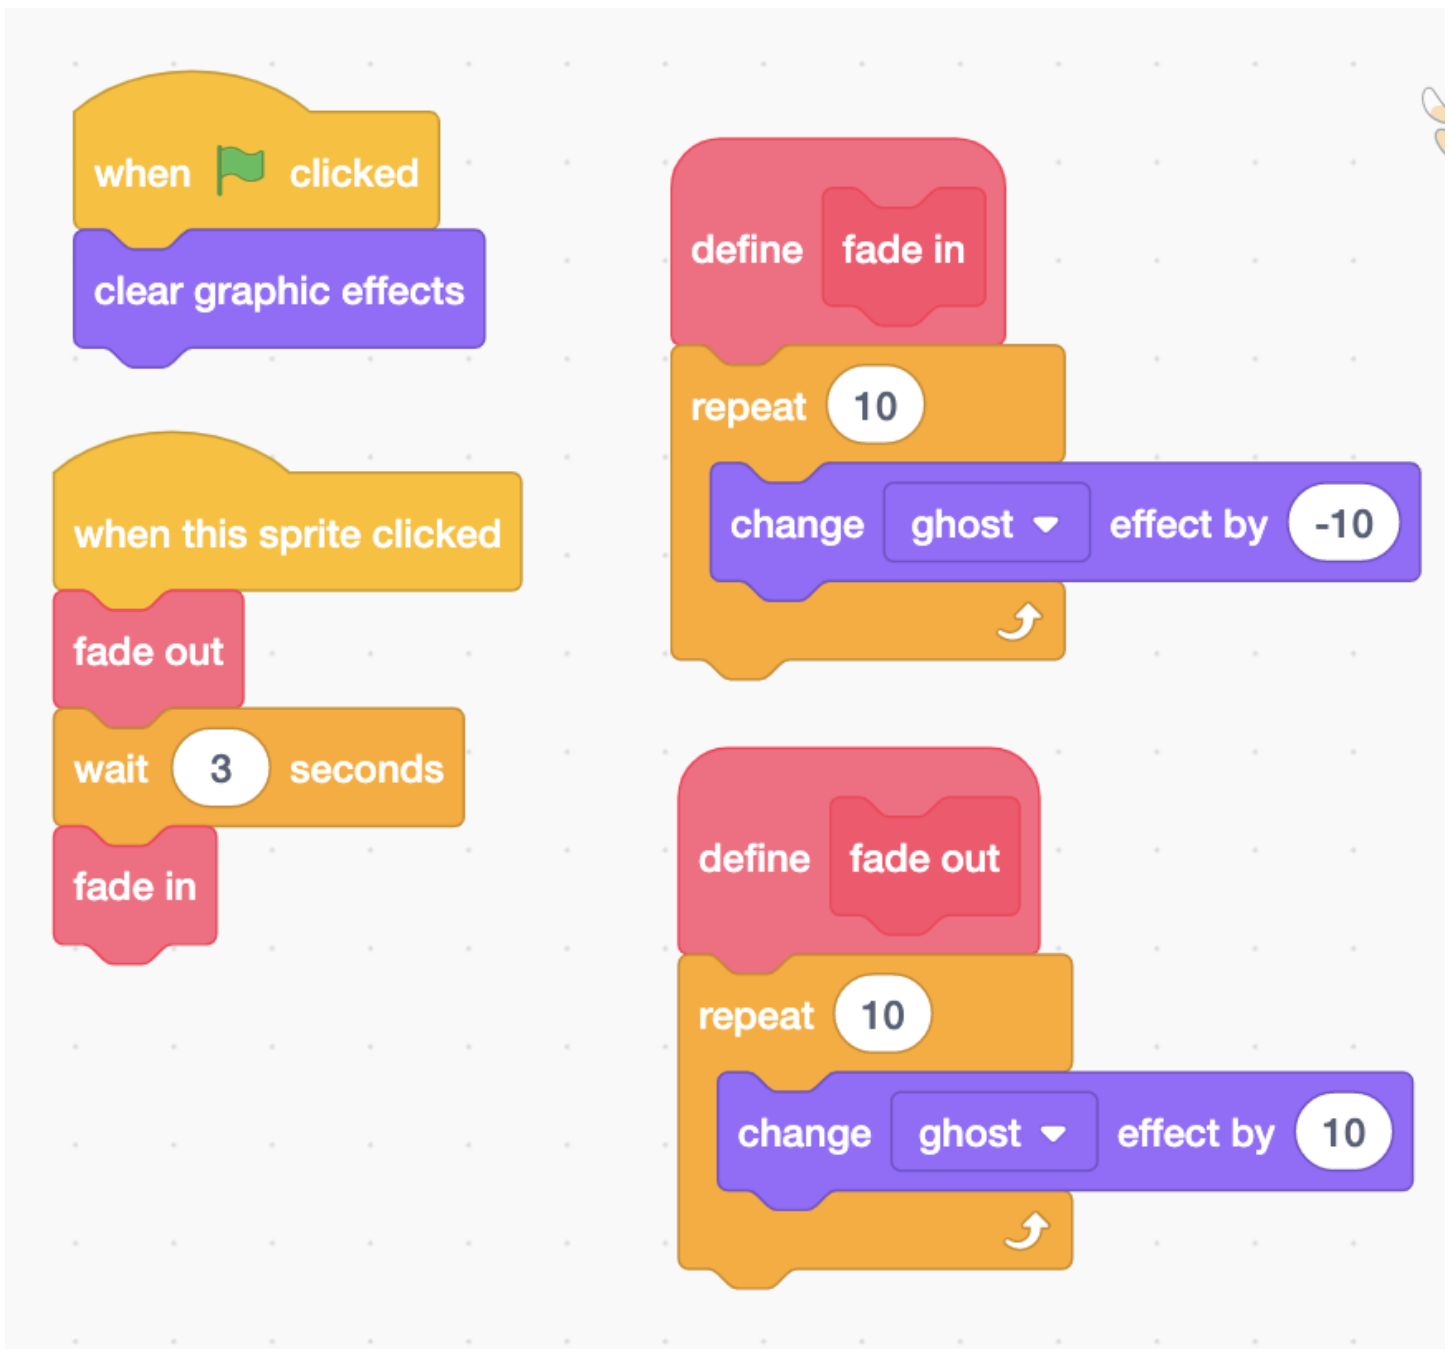 when clicked
clear graphic effects
when this sprite clicked
fade out
wait 3 seconds
fade in
define fade in
repeat 10
change ghost effect by -10
define fade out
repeat 10
change ghost effect by 10